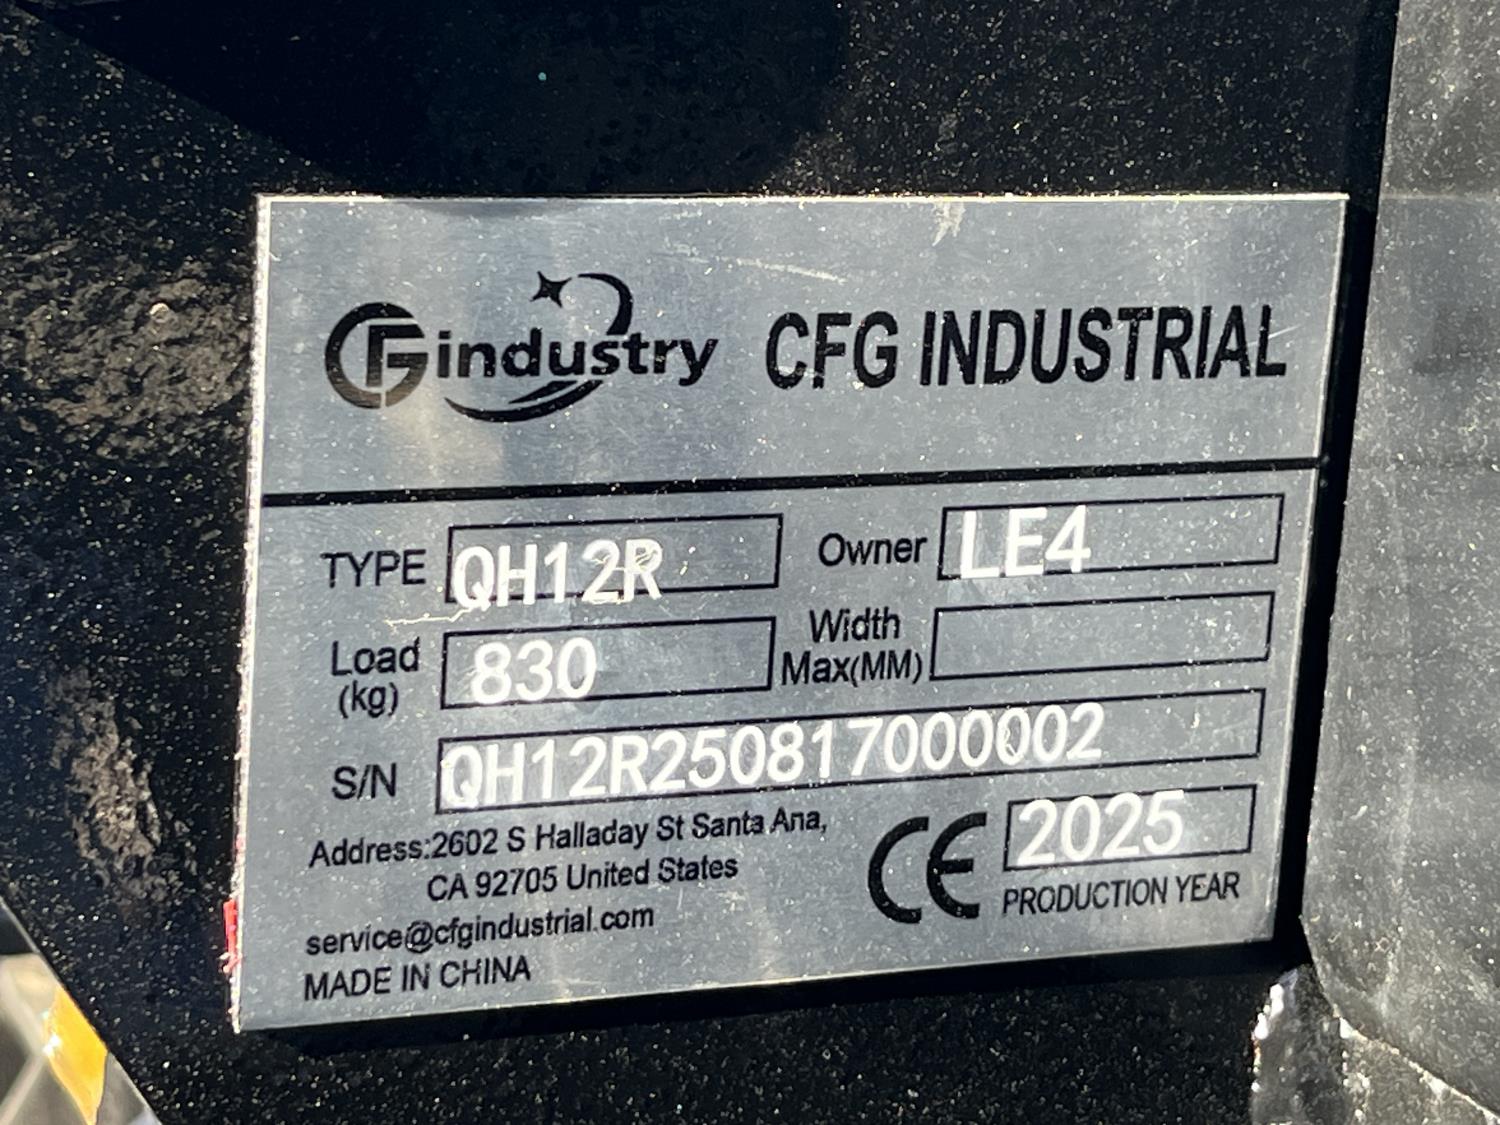 CFGindustry CFG INDUSTRIAL
TYPE QH12R Owner LE4
Load (kg) 830 Width Max(MM)
S/N QH12R250817000002
Address:2602 S Halladay St Santa Ana,
CA 92705 United States
service@cfgindustrial.com
MADE IN CHINA
CE 2025
PRODUCTION YEAR